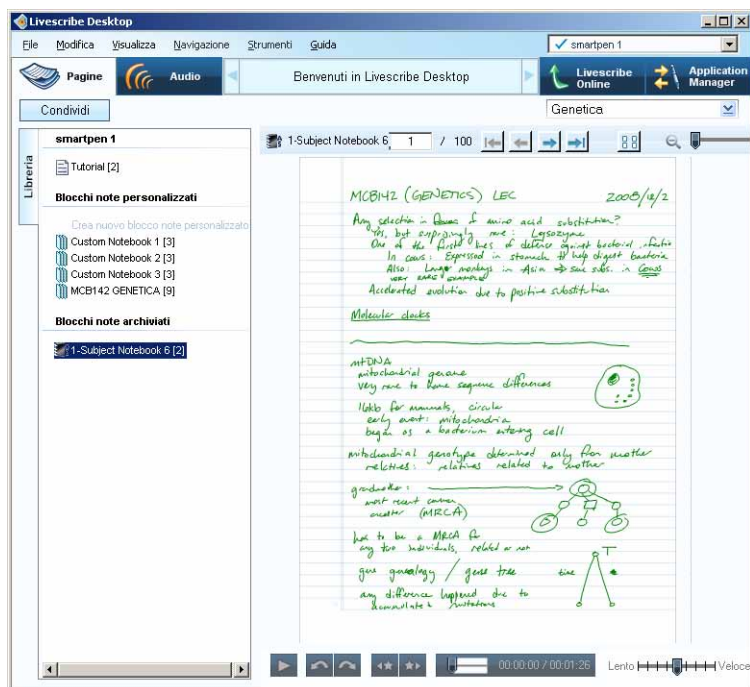 Livescribe Desktop
File Modifica Visualizza Navigazione Strumenti Guida
smartpen 1
Pagine Audio Benvenuti in Livescribe Desktop Livescribe Online Application Manager
Condividi Genetica
Libreria
smartpen 1
Tutorial [2]
Blocchi note personalizzati
Crea nuovo blocco note personalizzato
Custom Notebook 1 [3]
Custom Notebook 2 [3]
Custom Notebook 3 [3]
MCB142 GENETICA [9]
Blocchi note archiviati
1-Subject Notebook 6 [2]
1-Subject Notebook 6 1 / 100
MCB142 (GENETICS) LEC 2008/12/2
Any selection in of amino acid substitution?
Yes, but surprisingly rare: Lysozyme
One of the first lines of defense against bacterial infection
In cows: Expressed in stomach to help digest bacteria
Also: Langur monkeys in Asia → same subs. in cows
VERY RARE EXAMPLE
Accelerated evolution due to positive substitution
Molecular clocks
mtDNA
mitochondrial genome
very rare to have sequence differences
16kb for mammals, circular
early event: mitochondria
began as a bacterium entering cell
mitochondrial genotype determined only from mother
relatives: relatives related to mother
grandmother:
most recent common
ancestor (MRCA)
has to be a MRCA for
any two individuals, related or not
gene genealogy / gene tree
time T
any difference happened due to
accumulated mutations
00:00:00 / 00:01:26 Lento Veloce